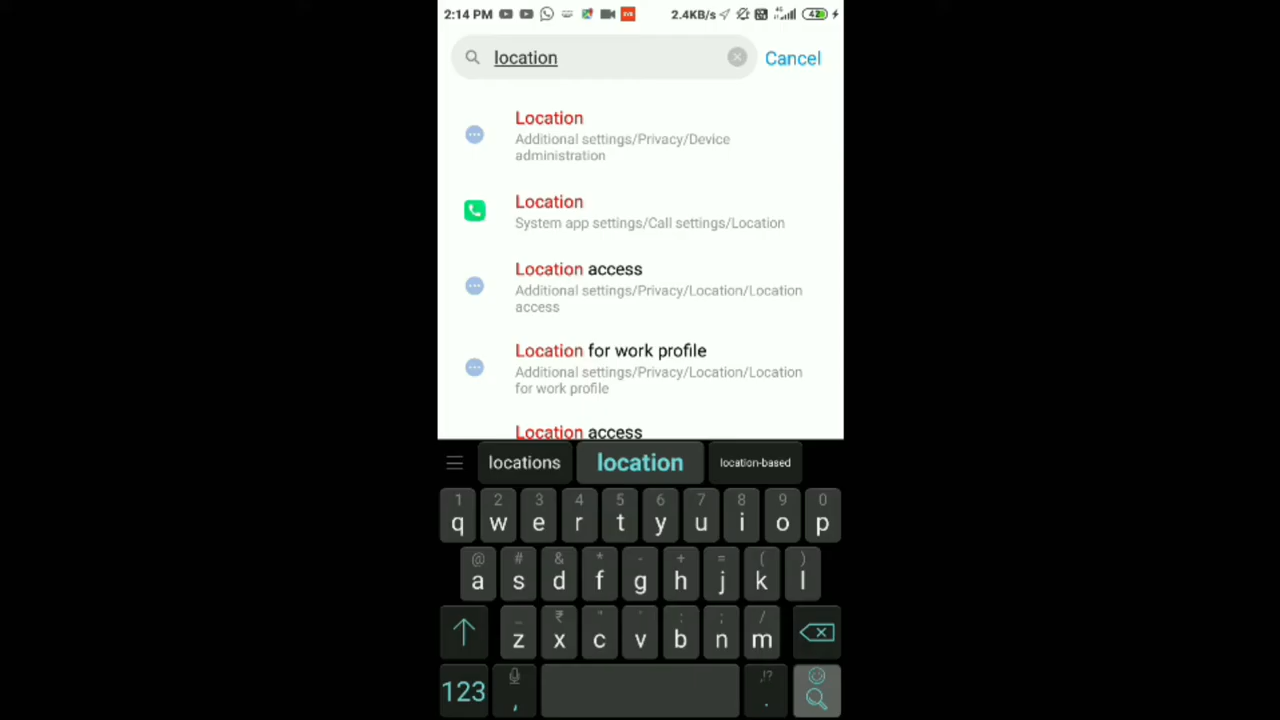 2:14 PM 2.4KB/s 4G 42
location Cancel
Location
Additional settings/Privacy/Device
administration
Location
System app settings/Call settings/Location
Location access
Additional settings/Privacy/Location/Location
access
Location for work profile
Additional settings/Privacy/Location/Location
for work profile
Location access
locations location location-based
1 2 3 4 5 6 7 8 9 0
q w e r t y u i o p
@ # & * - + = ( )
a s d f g h j k l
_ ₹ " ' : ; /
z x c v b n m
123 , ,!? .